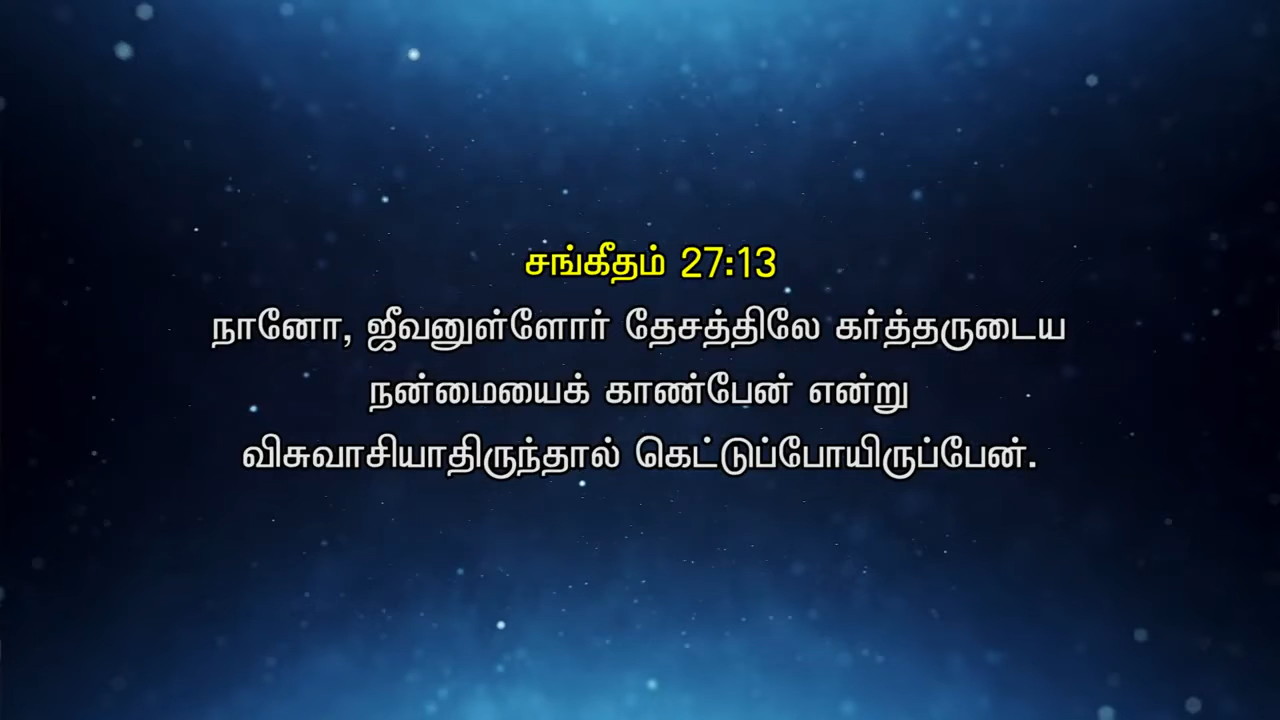 சங்கீதம் 27:13
நானோ, ஜீவனுள்ளோர் தேசத்திலே கர்த்தருடைய
நன்மையைக் காண்பேன் என்று
விசுவாசியாதிருந்தால் கெட்டுப்போயிருப்பேன்.